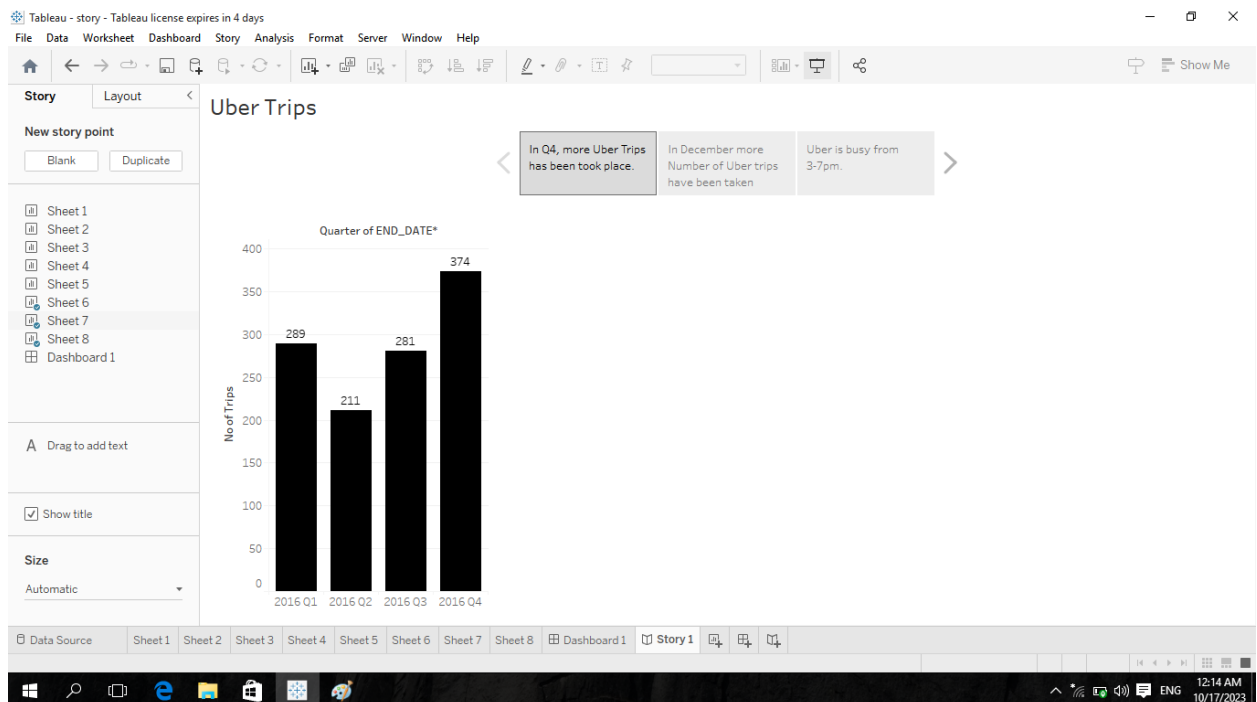 Tableau - story - Tableau license expires in 4 days
File Data Worksheet Dashboard Story Analysis Format Server Window Help
Show Me
Story Layout
New story point
Blank Duplicate
Sheet 1
Sheet 2
Sheet 3
Sheet 4
Sheet 5
Sheet 6
Sheet 7
Sheet 8
Dashboard 1
A Drag to add text
Show title
Size
Automatic
Uber Trips
In Q4, more Uber Trips
has been took place.
In December more
Number of Uber trips
have been taken
Uber is busy from
3-7pm.
Quarter of END_DATE*
No of Trips
400
350
300
250
200
150
100
50
0
289
211
281
374
2016 Q1 2016 Q2 2016 Q3 2016 Q4
Data Source Sheet 1 Sheet 2 Sheet 3 Sheet 4 Sheet 5 Sheet 6 Sheet 7 Sheet 8 Dashboard 1 Story 1
ENG
12:14 AM
10/17/2023